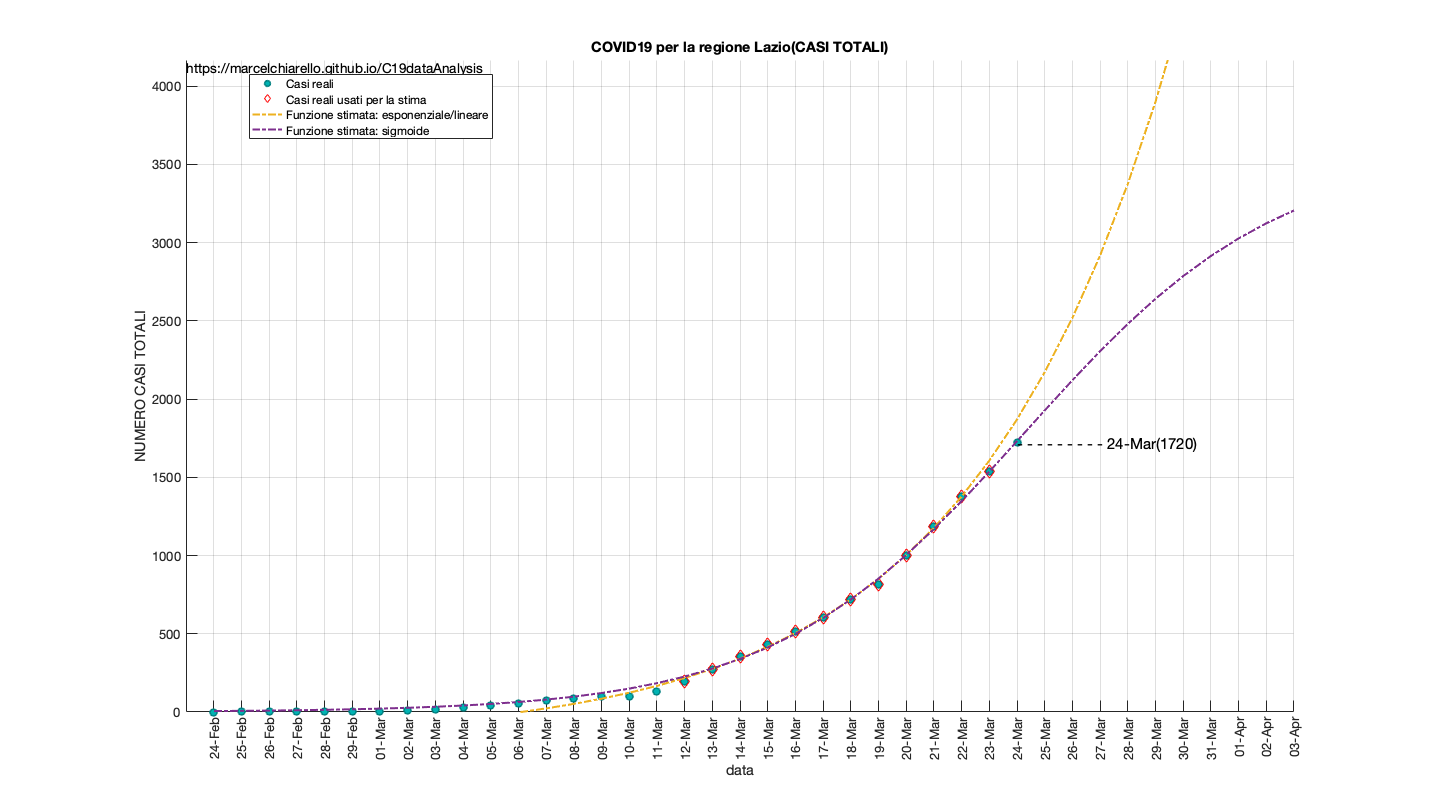 COVID19 per la regione Lazio(CASI TOTALI)
https://marcelchiarello.github.io/C19dataAnalysis
Casi reali
Casi reali usati per la stima
Funzione stimata: esponenziale/lineare
Funzione stimata: sigmoide
NUMERO CASI TOTALI
4000
3500
3000
2500
2000
1500
1000
500
0
24-Mar(1720)
24-Feb
25-Feb
26-Feb
27-Feb
28-Feb
29-Feb
01-Mar
02-Mar
03-Mar
04-Mar
05-Mar
06-Mar
07-Mar
08-Mar
09-Mar
10-Mar
11-Mar
12-Mar
13-Mar
14-Mar
15-Mar
16-Mar
17-Mar
18-Mar
19-Mar
20-Mar
21-Mar
22-Mar
23-Mar
24-Mar
25-Mar
26-Mar
27-Mar
28-Mar
29-Mar
30-Mar
31-Mar
01-Apr
02-Apr
03-Apr
data